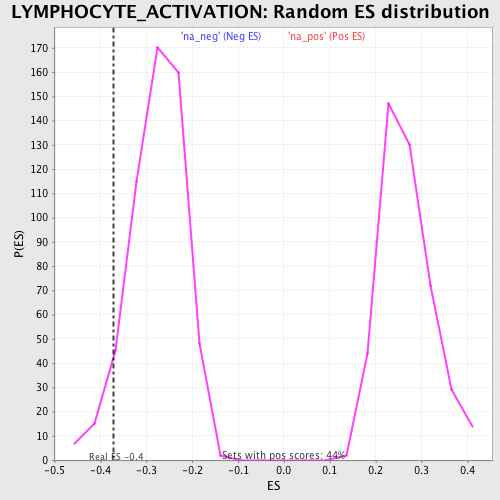 LYMPHOCYTE_ACTIVATION: Random ES distribution
'na_neg' (Neg ES) 'na_pos' (Pos ES)
170
160
150
140
130
120
110
100
90
80
70
60
50
40
30
20
10
0
P(ES)
Real ES -0.4
Sets with pos scores: 44%
-0.5 -0.4 -0.3 -0.2 -0.1 0.0 0.1 0.2 0.3 0.4
ES